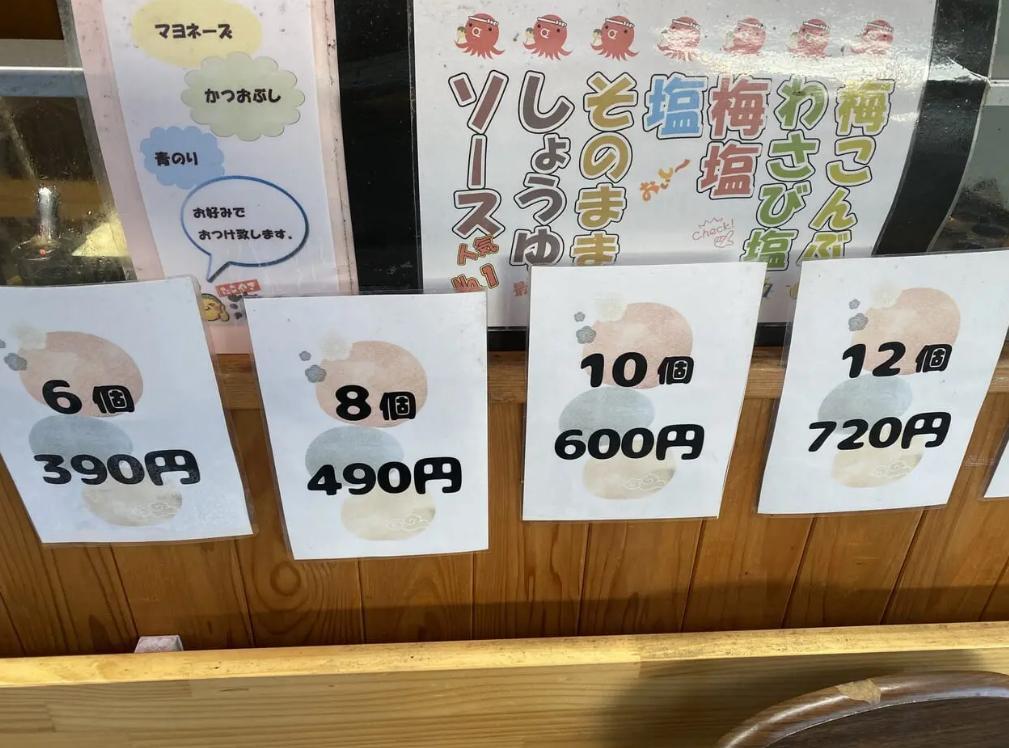 マヨネーズ
かつおぶし
青のり
お好みで
おつけ致します。
ソース
人気
No.1
しょうゆ
そのまま
塩
梅塩
Check!
わさび塩
梅こんぶ
6個
390円
8個
490円
10個
600円
12個
720円